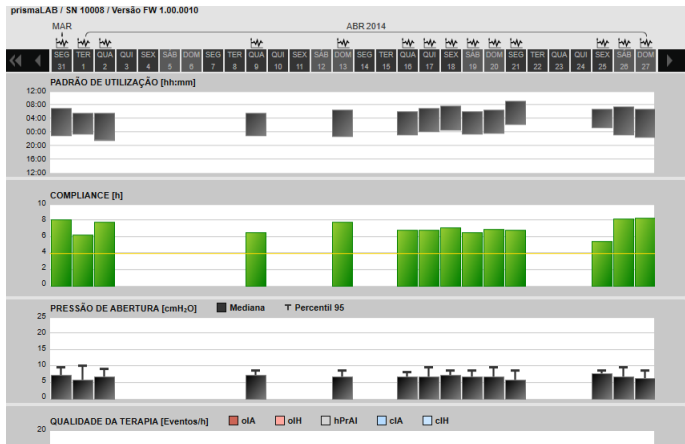 prismaLAB / SN 10008 / Versão FW 1.00.0010
MAR ABR 2014
SEG TER QUA QUI SEX SÁB DOM SEG TER QUA QUI SEX SÁB DOM SEG TER QUA QUI SEX SÁB DOM SEG TER QUA QUI SEX SÁB DOM
31 1 2 3 4 5 6 7 8 9 10 11 12 13 14 15 16 17 18 19 20 21 22 23 24 25 26 27
PADRÃO DE UTILIZAÇÃO [hh:mm]
12:00
08:00
04:00
00:00
20:00
16:00
12:00
COMPLIANCE [h]
10
8
6
4
2
0
PRESSÃO DE ABERTURA [cmH₂O] Mediana Percentil 95
25
20
15
10
5
0
QUALIDADE DA TERAPIA [Eventos/h] oIA oIH hPrAI cIA cIH
20